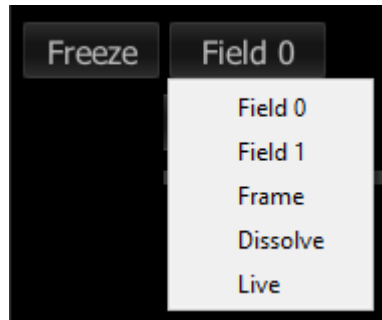 Freeze Field 0
Field 0
Field 1
Frame
Dissolve
Live